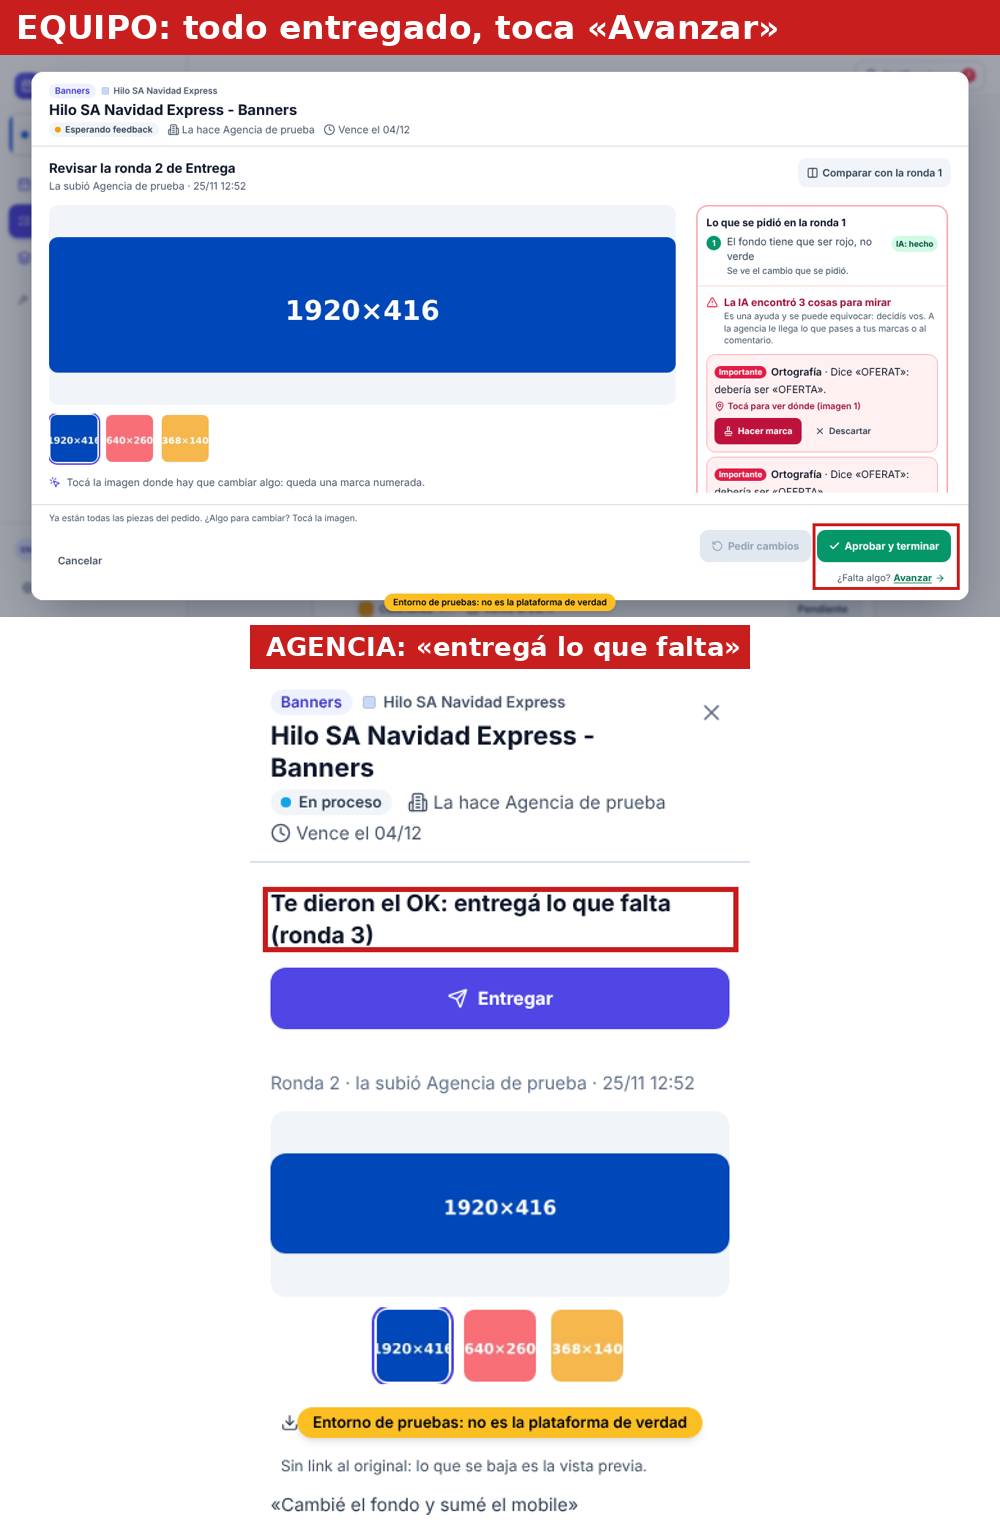 EQUIPO: todo entregado, toca «Avanzar»
Banners Hilo SA Navidad Express
Hilo SA Navidad Express - Banners
Esperando feedback La hace Agencia de prueba Vence el 04/12
Revisar la ronda 2 de Entrega
La subió Agencia de prueba · 25/11 12:52
Comparar con la ronda 1
1920×416
1920×416 640×260 368×140
Tocá la imagen donde hay que cambiar algo: queda una marca numerada.
Lo que se pidió en la ronda 1
1 El fondo tiene que ser rojo, no
verde
IA: hecho
Se ve el cambio que se pidió.
La IA encontró 3 cosas para mirar
Es una ayuda y se puede equivocar: decidís vos. A
la agencia le llega lo que pases a tus marcas o al
comentario.
Importante Ortografía · Dice «OFERAT»:
debería ser «OFERTA».
Tocá para ver dónde (imagen 1)
Hacer marca Descartar
Importante Ortografía · Dice «OFERAT»:
debería ser «OFERTA».
Ya están todas las piezas del pedido. ¿Algo para cambiar? Tocá la imagen.
Cancelar
Pedir cambios Aprobar y terminar
¿Falta algo? Avanzar →
Entorno de pruebas: no es la plataforma de verdad
Pendiente
AGENCIA: «entregá lo que falta»
Banners Hilo SA Navidad Express
Hilo SA Navidad Express -
Banners
En proceso La hace Agencia de prueba
Vence el 04/12
Te dieron el OK: entregá lo que falta
(ronda 3)
Entregar
Ronda 2 · la subió Agencia de prueba · 25/11 12:52
1920×416
1920×416 640×260 368×140
Entorno de pruebas: no es la plataforma de verdad
Sin link al original: lo que se baja es la vista previa.
«Cambié el fondo y sumé el mobile»